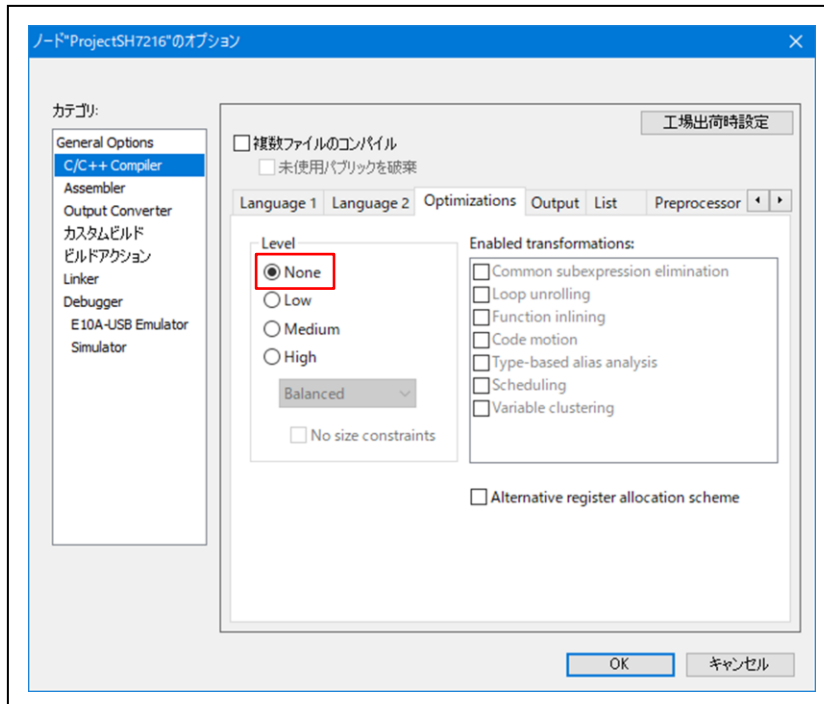 ノード"ProjectSH7216"のオプション
カテゴリ:
General Options
C/C++ Compiler
Assembler
Output Converter
カスタムビルド
ビルドアクション
Linker
Debugger
E10A-USB Emulator
Simulator
工場出荷時設定
複数ファイルのコンパイル
未使用パブリックを破棄
Language 1 Language 2 Optimizations Output List Preprocessor
Level
None
Low
Medium
High
Balanced
No size constraints
Enabled transformations:
Common subexpression elimination
Loop unrolling
Function inlining
Code motion
Type-based alias analysis
Scheduling
Variable clustering
Alternative register allocation scheme
OK キャンセル